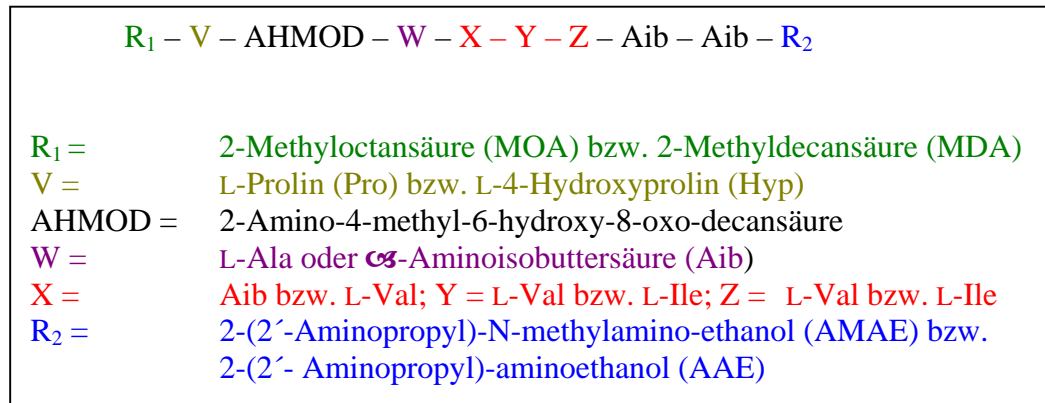 R₁ – V – AHMOD – W – X – Y – Z – Aib – Aib – R₂
R₁ = 2-Methyloctansäure (MOA) bzw. 2-Methyldecansäure (MDA)
V = L-Prolin (Pro) bzw. L-4-Hydroxyprolin (Hyp)
AHMOD = 2-Amino-4-methyl-6-hydroxy-8-oxo-decansäure
W = L-Ala oder ☙-Aminoisobuttersäure (Aib)
X = Aib bzw. L-Val; Y = L-Val bzw. L-Ile; Z = L-Val bzw. L-Ile
R₂ = 2-(2´-Aminopropyl)-N-methylamino-ethanol (AMAE) bzw.
2-(2´- Aminopropyl)-aminoethanol (AAE)